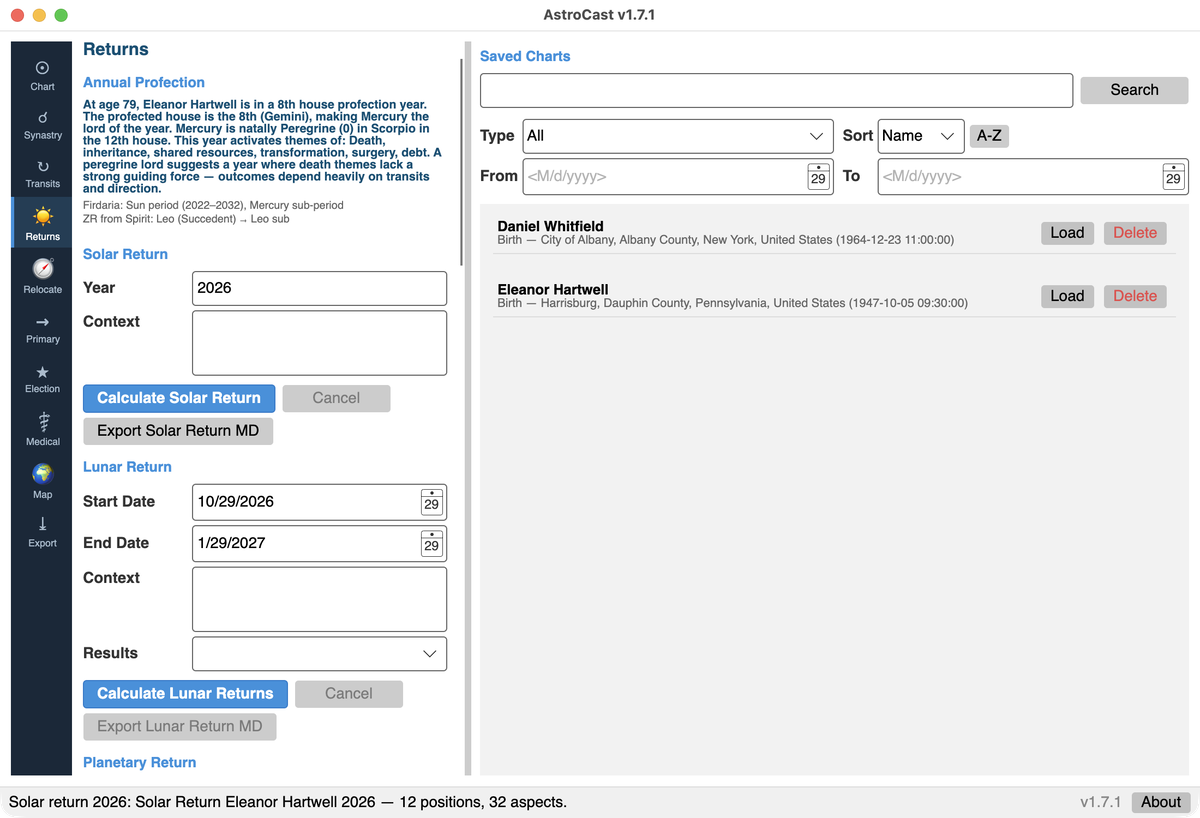 AstroCast v1.7.1
Chart
Synastry
Transits
Returns
Relocate
Primary
Election
Medical
Map
Export
Returns
Annual Profection
At age 79, Eleanor Hartwell is in a 8th house profection year.
The profected house is the 8th (Gemini), making Mercury the
lord of the year. Mercury is natally Peregrine (0) in Scorpio in
the 12th house. This year activates themes of: Death,
inheritance, shared resources, transformation, surgery, debt. A
peregrine lord suggests a year where death themes lack a
strong guiding force — outcomes depend heavily on transits
and direction.
Firdaria: Sun period (2022–2032), Mercury sub-period
ZR from Spirit: Leo (Succedent) → Leo sub
Solar Return
Year 2026
Context
Calculate Solar Return Cancel
Export Solar Return MD
Lunar Return
Start Date 10/29/2026 29
End Date 1/29/2027 29
Context
Results
Calculate Lunar Returns Cancel
Export Lunar Return MD
Planetary Return
Saved Charts
Search
Type All Sort Name A-Z
From <M/d/yyyy> 29 To <M/d/yyyy> 29
Daniel Whitfield
Birth — City of Albany, Albany County, New York, United States (1964-12-23 11:00:00)
Load Delete
Eleanor Hartwell
Birth — Harrisburg, Dauphin County, Pennsylvania, United States (1947-10-05 09:30:00)
Load Delete
Solar return 2026: Solar Return Eleanor Hartwell 2026 — 12 positions, 32 aspects.
v1.7.1 About